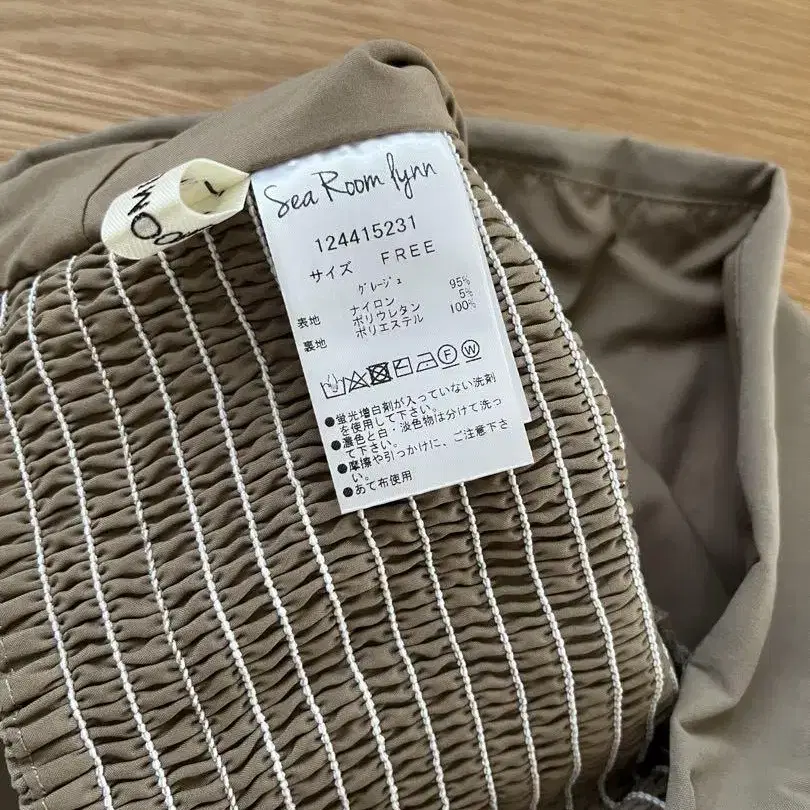 Sea Room lynn
124415231
サイズ FREE
グレージュ
表地 ナイロン 95%
ポリウレタン 5%
裏地 ポリエステル 100%
F W
●蛍光増白剤が入っていない洗剤
を使用して下さい。
●濃色と白・淡色物は分けて洗っ
て下さい。
●摩擦や引っかけに、ご注意下さ
い。
●あて布使用